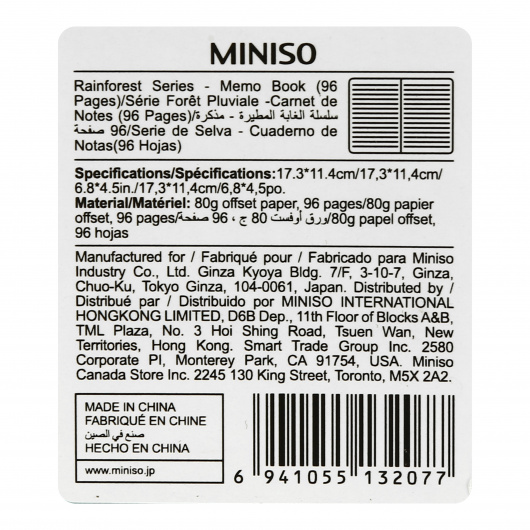 MINISO
Rainforest Series - Memo Book (96
Pages)/Série Forêt Pluviale -Carnet de
Notes (96 Pages)/سلسلة الغابة المطيرة - مذكرة
96 صفحة/Serie de Selva - Cuaderno de
Notas(96 Hojas)
Specifications/Spécifications:17.3*11.4cm/17,3*11,4cm/
6.8*4.5in./17,3*11,4cm/6,8*4,5po.
Material/Matériel: 80g offset paper, 96 pages/80g papier
offset, 96 pages/ورق أوفست 80 ج ، 96 صفحة/80g papel offset,
96 hojas
Manufactured for / Fabriqué pour / Fabricado para Miniso
Industry Co., Ltd. Ginza Kyoya Bldg. 7/F, 3-10-7, Ginza,
Chuo-Ku, Tokyo Ginza, 104-0061, Japan. Distributed by /
Distribué par / Distribuido por MINISO INTERNATIONAL
HONGKONG LIMITED, D6B Dep., 11th Floor of Blocks A&B,
TML Plaza, No. 3 Hoi Shing Road, Tsuen Wan, New
Territories, Hong Kong. Smart Trade Group Inc. 2580
Corporate Pl, Monterey Park, CA 91754, USA. Miniso
Canada Store Inc. 2245 130 King Street, Toronto, M5X 2A2.
MADE IN CHINA
FABRIQUÉ EN CHINE
صنع في الصين
HECHO EN CHINA
www.miniso.jp
6 941055 132077